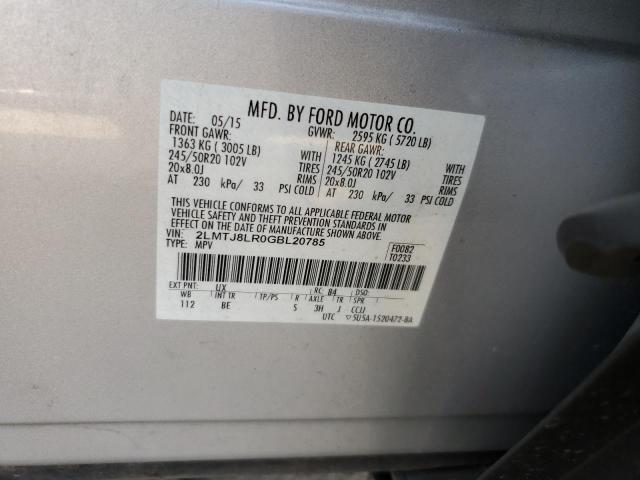 MFD. BY FORD MOTOR CO.
DATE: 05/15 GVWR: 2595 KG ( 5720 LB)
FRONT GAWR: REAR GAWR:
1363 KG ( 3005 LB) WITH 1245 KG ( 2745 LB) WITH
245/50R20 102V TIRES 245/50R20 102V TIRES
20x8.0J RIMS 20x8.0J RIMS
AT 230 kPa/ 33 PSI COLD AT 230 kPa/ 33 PSI COLD
THIS VEHICLE CONFORMS TO ALL APPLICABLE FEDERAL MOTOR
VEHICLE SAFETY AND THEFT PREVENTION STANDARDS IN
EFFECT ON THE DATE OF MANUFACTURE SHOWN ABOVE.
VIN: 2LMTJ8LR0GBL20785 F0082
TYPE: MPV T0233
EXT PNT: UX RC: 84 DSO:
WB INT TR TP/PS R AXLE TR SPR
112 BE 5 3H J CCJJ
UTC ▽5U5A-1520472-BA